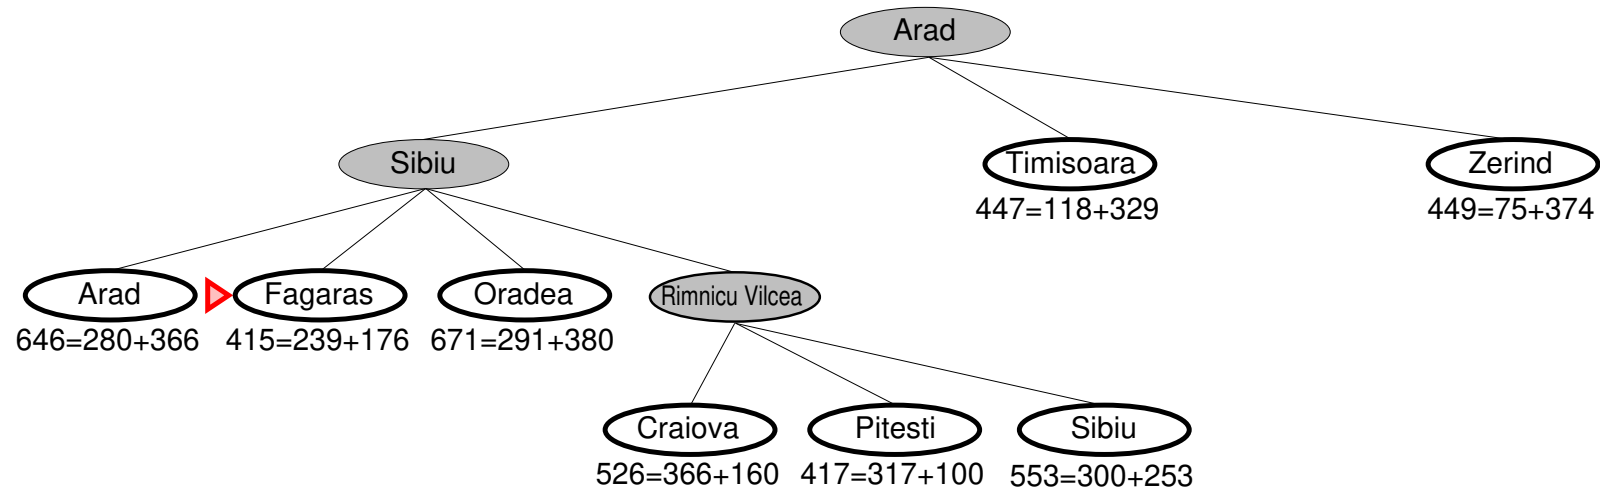 Arad
Sibiu Timisoara Zerind
447=118+329 449=75+374
Arad Fagaras Oradea Rimnicu Vilcea
646=280+366 415=239+176 671=291+380
Craiova Pitesti Sibiu
526=366+160 417=317+100 553=300+253